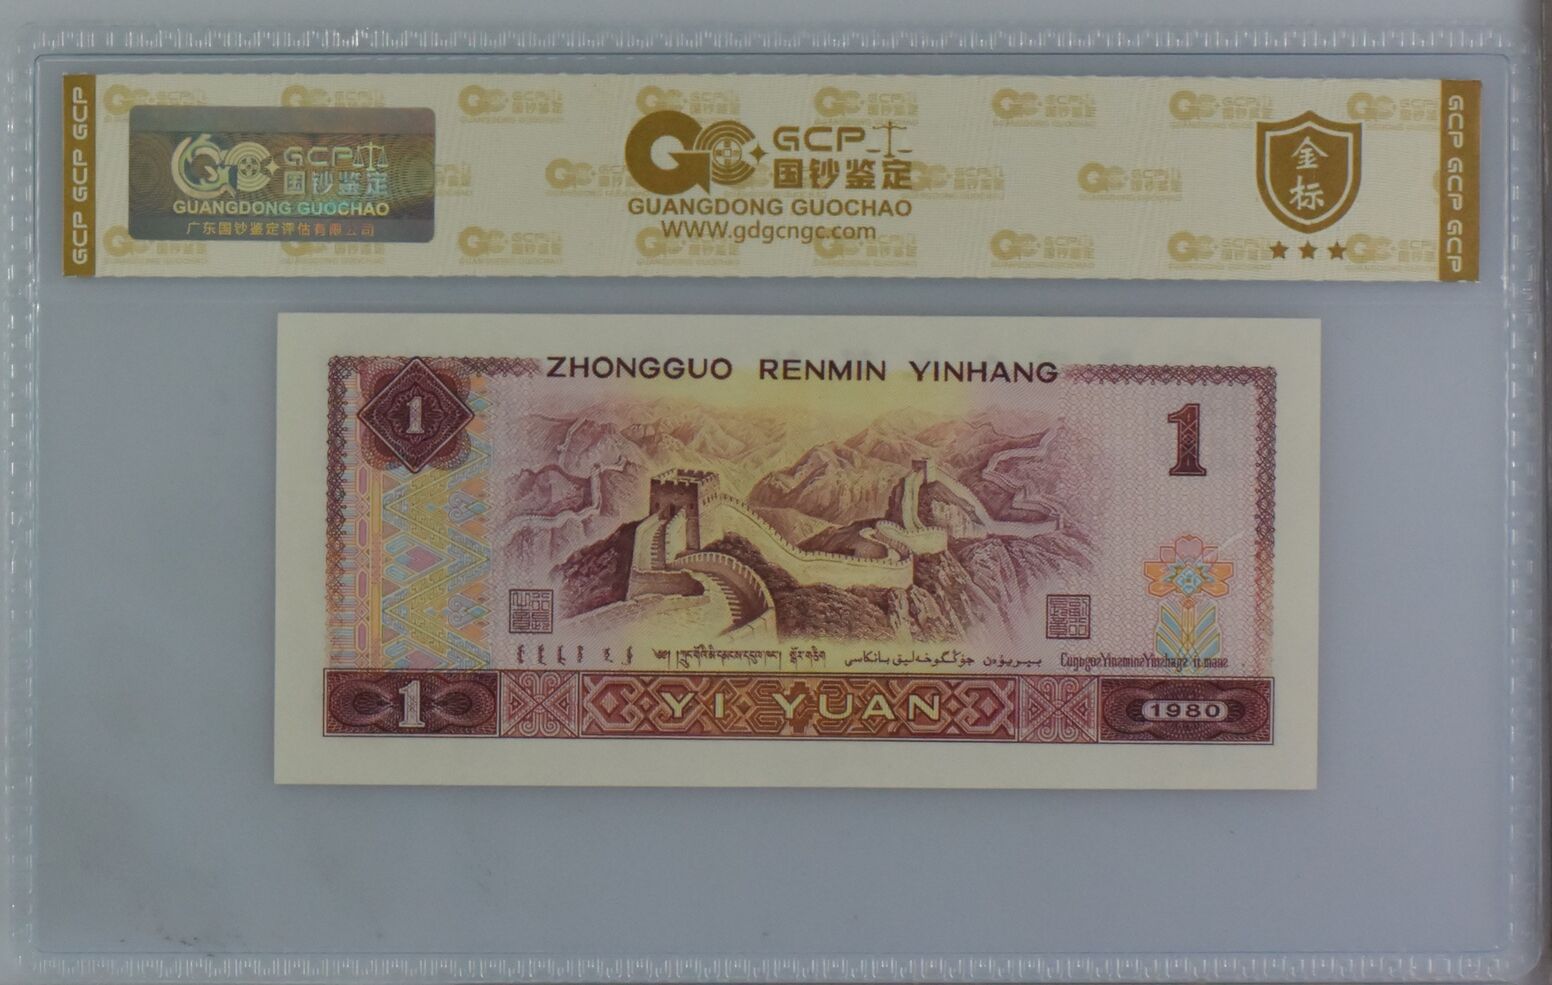 GCP GCP GCP
GCP
国钞鉴定
GUANGDONG GUOCHAO
广东国钞鉴定评估有限公司
GCP
国钞鉴定
GUANGDONG GUOCHAO
WWW.gdgcngc.com
金
标
GCP GCP GCP
ZHONGGUO RENMIN YINHANG
1
1
1
YI YUAN
1980